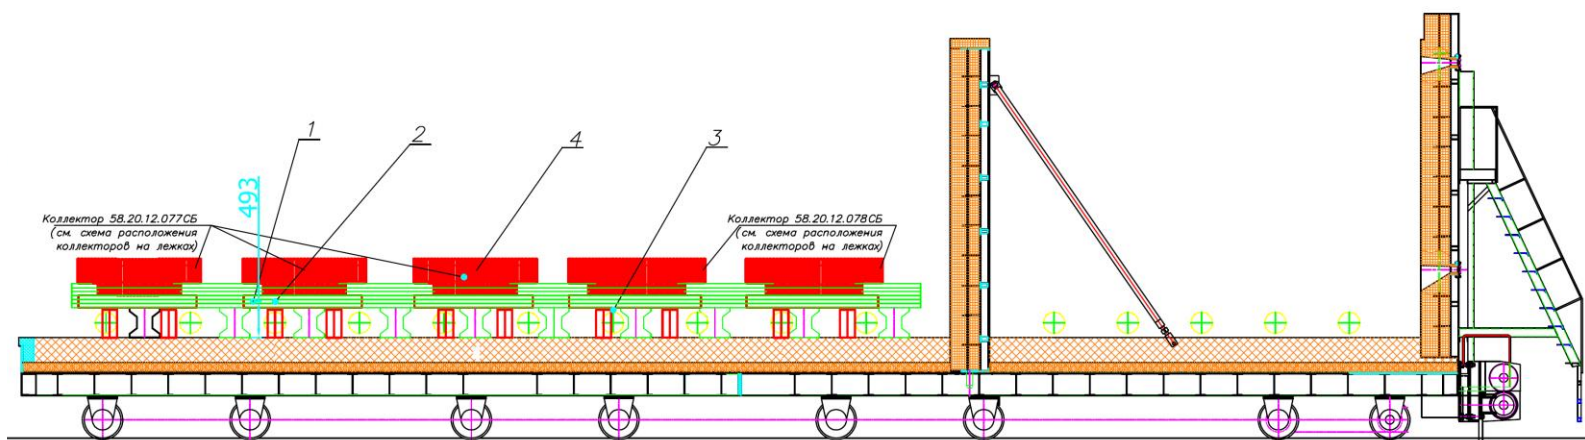 1
2
4
3
493
Коллектор 58.20.12.077СБ
(см. схема расположения
коллекторов на лежках)
Коллектор 58.20.12.078СБ
(см. схема расположения
коллекторов на лежках)